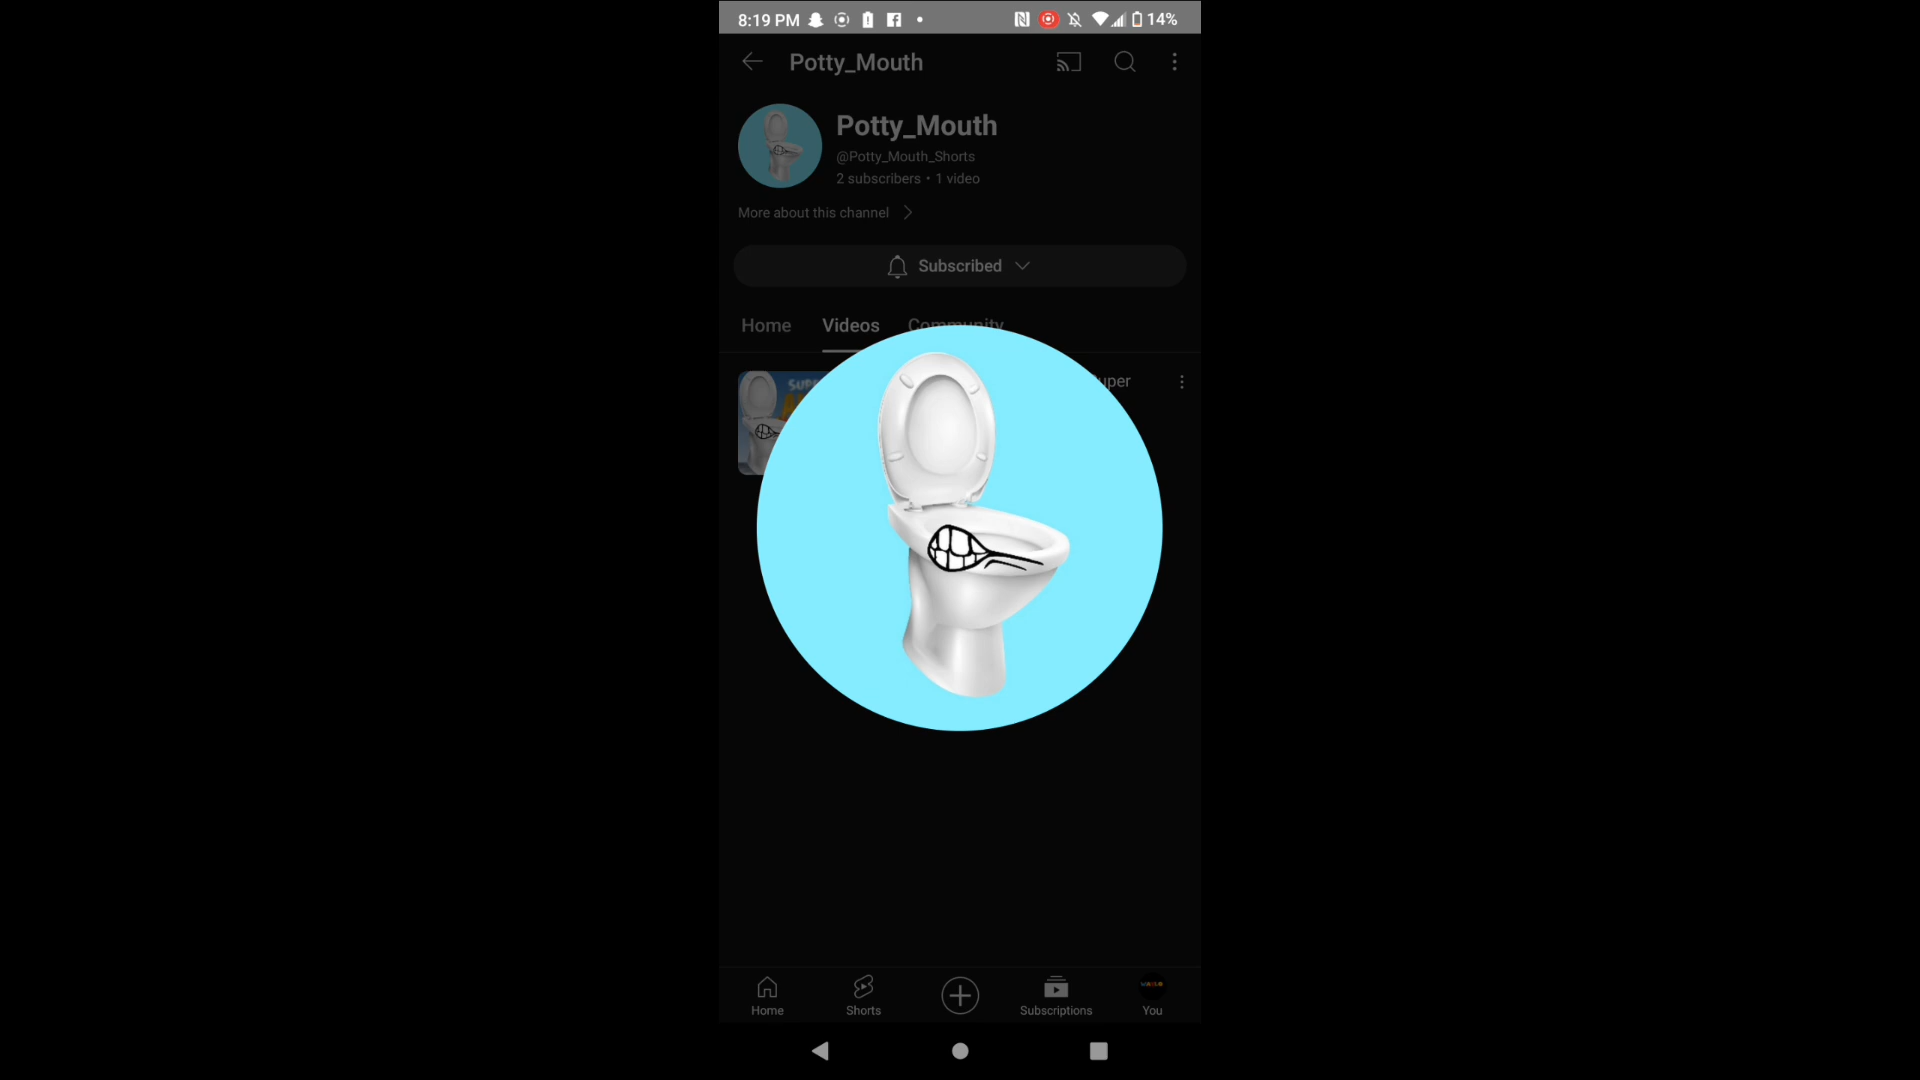 8:19 PM 14%
Potty_Mouth
Potty_Mouth
@Potty_Mouth_Shorts
2 subscribers • 1 video
More about this channel
Subscribed
Home Videos Community
Home Shorts Subscriptions You